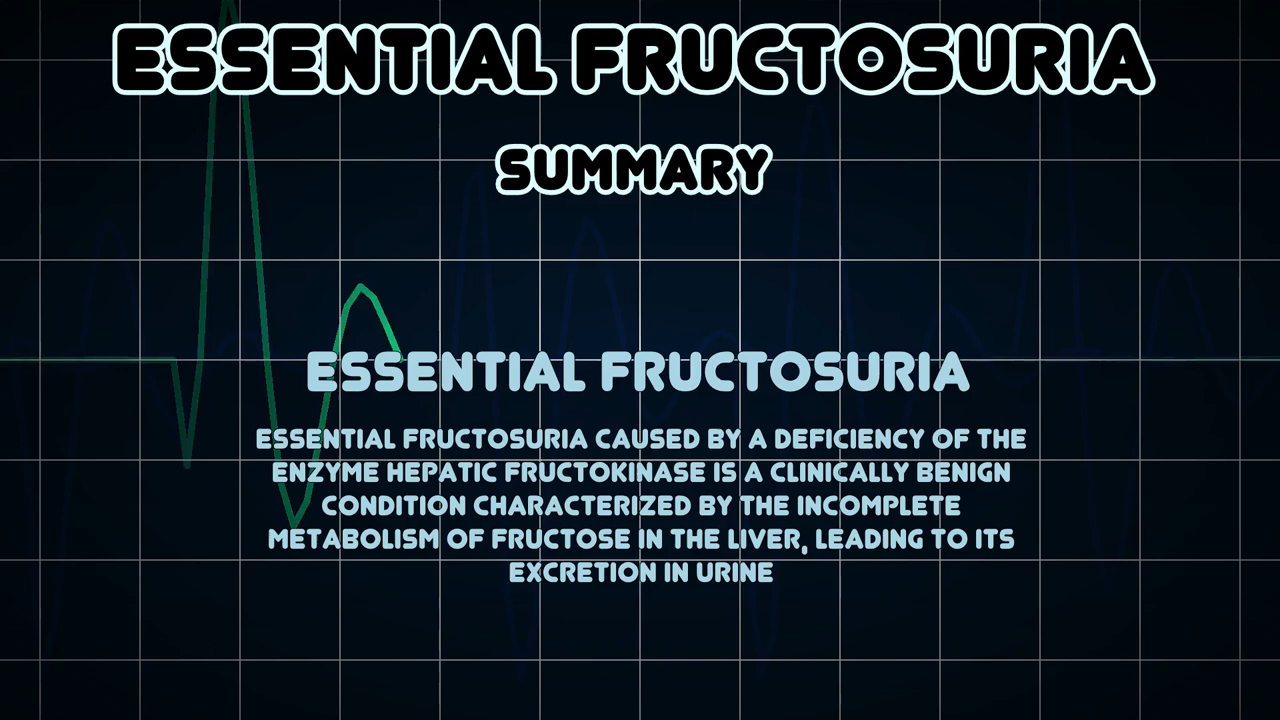 ESSENTIAL FRUCTOSURIA
SUMMARY
ESSENTIAL FRUCTOSURIA
ESSENTIAL FRUCTOSURIA CAUSED BY A DEFICIENCY OF THE
ENZYME HEPATIC FRUCTOKINASE IS A CLINICALLY BENIGN
CONDITION CHARACTERIZED BY THE INCOMPLETE
METABOLISM OF FRUCTOSE IN THE LIVER, LEADING TO ITS
EXCRETION IN URINE